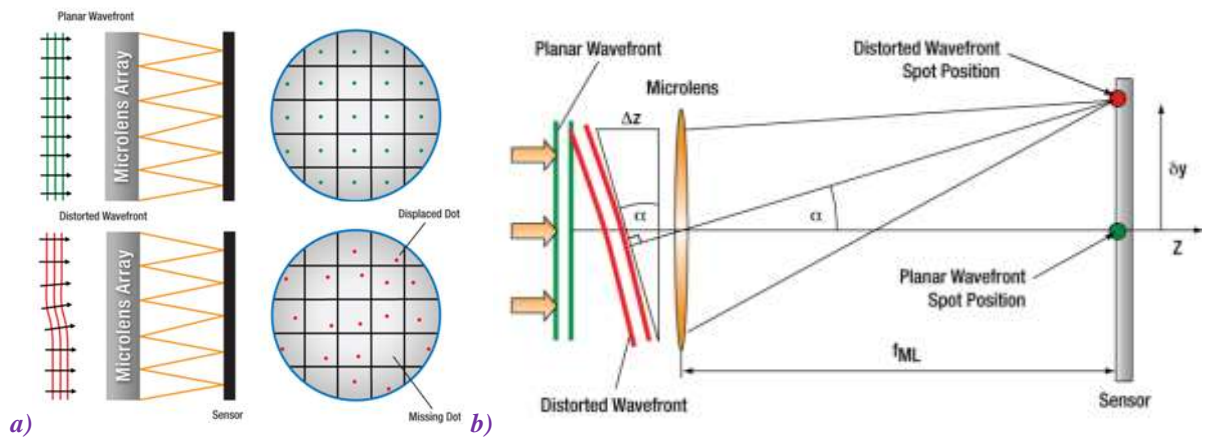 Planar Wavefront
Microlens Array
Distorted Wavefront
Microlens Array
Sensor
Displaced Dot
Missing Dot
a)
Planar Wavefront
Microlens
Δz
α
α
Distorted Wavefront
Spot Position
δy
Z
Planar Wavefront
Spot Position
fML
Distorted Wavefront
Sensor
b)